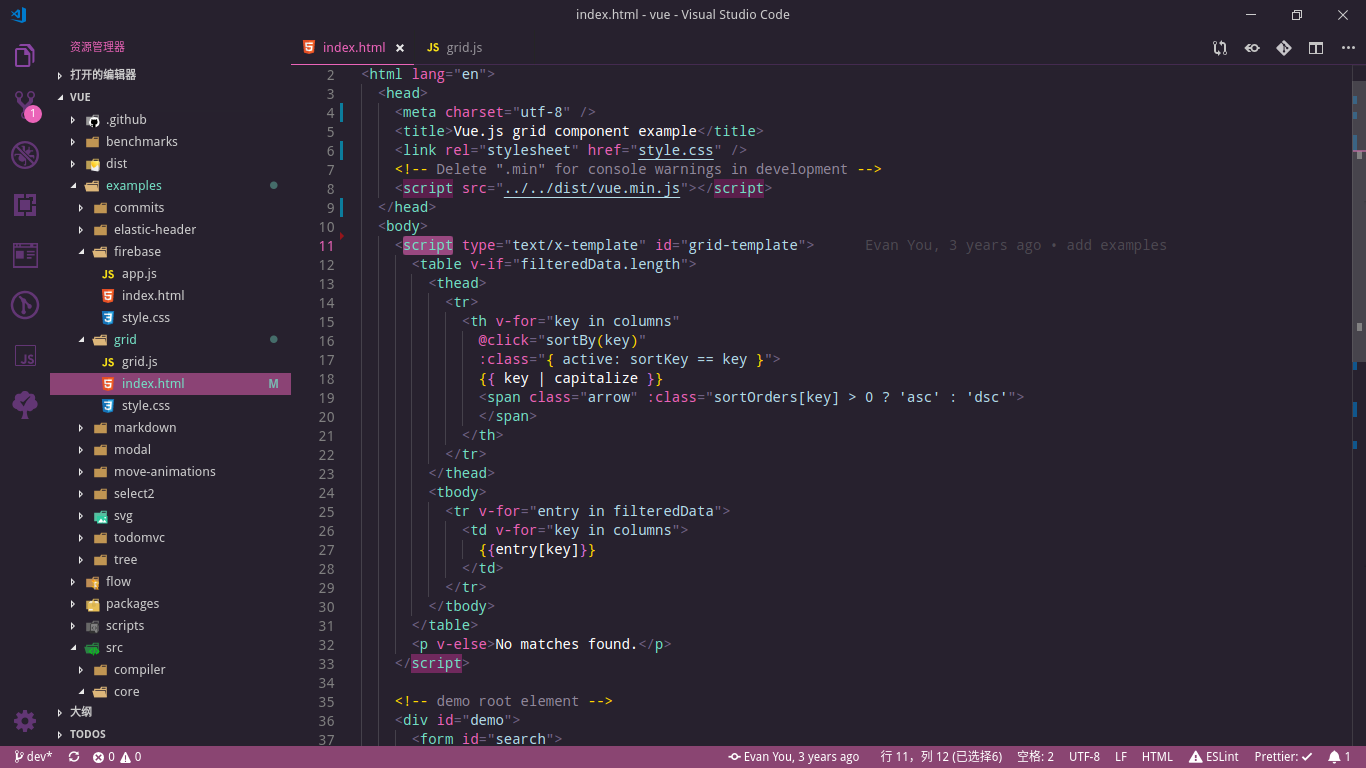 index.html - vue - Visual Studio Code
资源管理器
打开的编辑器
VUE
.github
benchmarks
dist
examples
commits
elastic-header
firebase
JS app.js
index.html
style.css
grid
JS grid.js
index.html M
style.css
markdown
modal
move-animations
select2
svg
todomvc
tree
flow
packages
scripts
src
compiler
core
大纲
TODOS
1
JS
index.html × JS grid.js
2 <html lang="en">
3 <head>
4 <meta charset="utf-8" />
5 <title>Vue.js grid component example</title>
6 <link rel="stylesheet" href="style.css" />
7 <!-- Delete ".min" for console warnings in development -->
8 <script src="../../dist/vue.min.js"></script>
9 </head>
10 <body>
11 <script type="text/x-template" id="grid-template"> Evan You, 3 years ago • add examples
12 <table v-if="filteredData.length">
13 <thead>
14 <tr>
15 <th v-for="key in columns"
16 @click="sortBy(key)"
17 :class="{ active: sortKey == key }">
18 {{ key | capitalize }}
19 <span class="arrow" :class="sortOrders[key] > 0 ? 'asc' : 'dsc'">
20 </span>
21 </th>
22 </tr>
23 </thead>
24 <tbody>
25 <tr v-for="entry in filteredData">
26 <td v-for="key in columns">
27 {{entry[key]}}
28 </td>
29 </tr>
30 </tbody>
31 </table>
32 <p v-else>No matches found.</p>
33 </script>
34
35 <!-- demo root element -->
36 <div id="demo">
37 <form id="search">
dev* 0 0 Evan You, 3 years ago 行 11，列 12 (已选择6) 空格: 2 UTF-8 LF HTML ESLint Prettier: ✓ 1